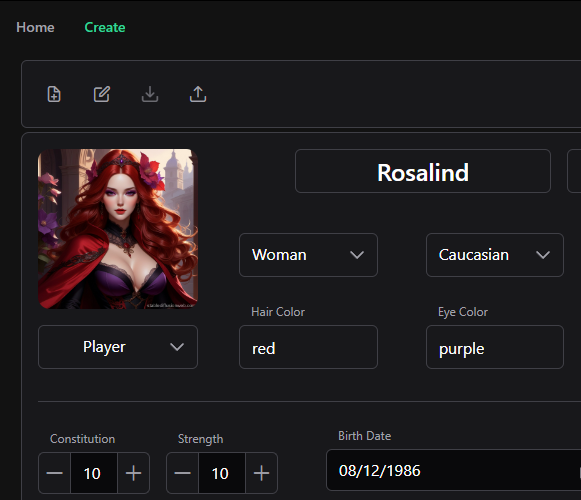 Home Create
Rosalind
Woman Caucasian
Hair Color Eye Color
Player red purple
Constitution Strength Birth Date
10 10 08/12/1986